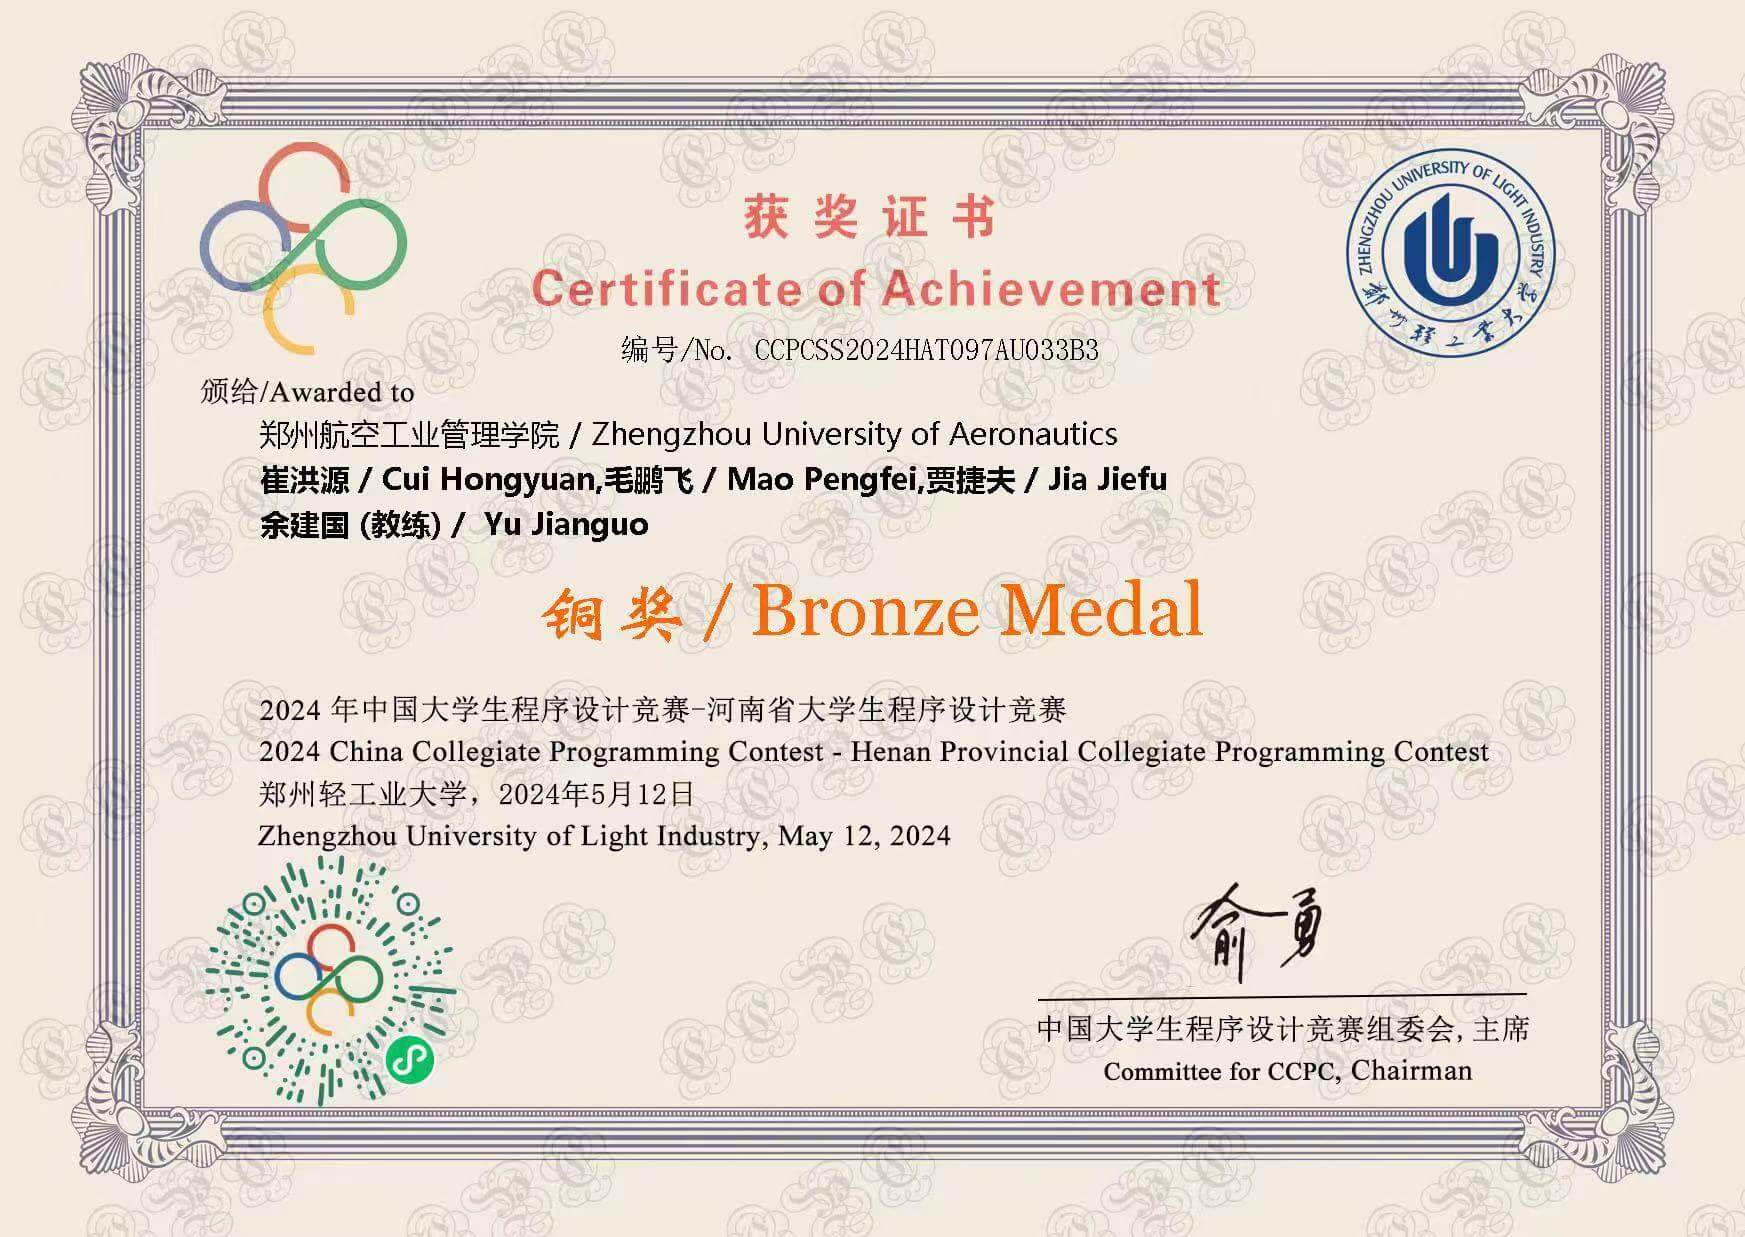 获奖证书
Certificate of Achievement
ZHENGZHOU UNIVERSITY OF LIGHT INDUSTRY
郑州轻工业大学
编号/No. CCPCSS2024HAT097AU033B3
颁给/Awarded to
郑州航空工业管理学院 / Zhengzhou University of Aeronautics
崔洪源 / Cui Hongyuan,毛鹏飞 / Mao Pengfei,贾捷夫 / Jia Jiefu
余建国 (教练) / Yu Jianguo
铜奖 / Bronze Medal
2024 年中国大学生程序设计竞赛-河南省大学生程序设计竞赛
2024 China Collegiate Programming Contest - Henan Provincial Collegiate Programming Contest
郑州轻工业大学，2024年5月12日
Zhengzhou University of Light Industry, May 12, 2024
俞勇
中国大学生程序设计竞赛组委会, 主席
Committee for CCPC, Chairman